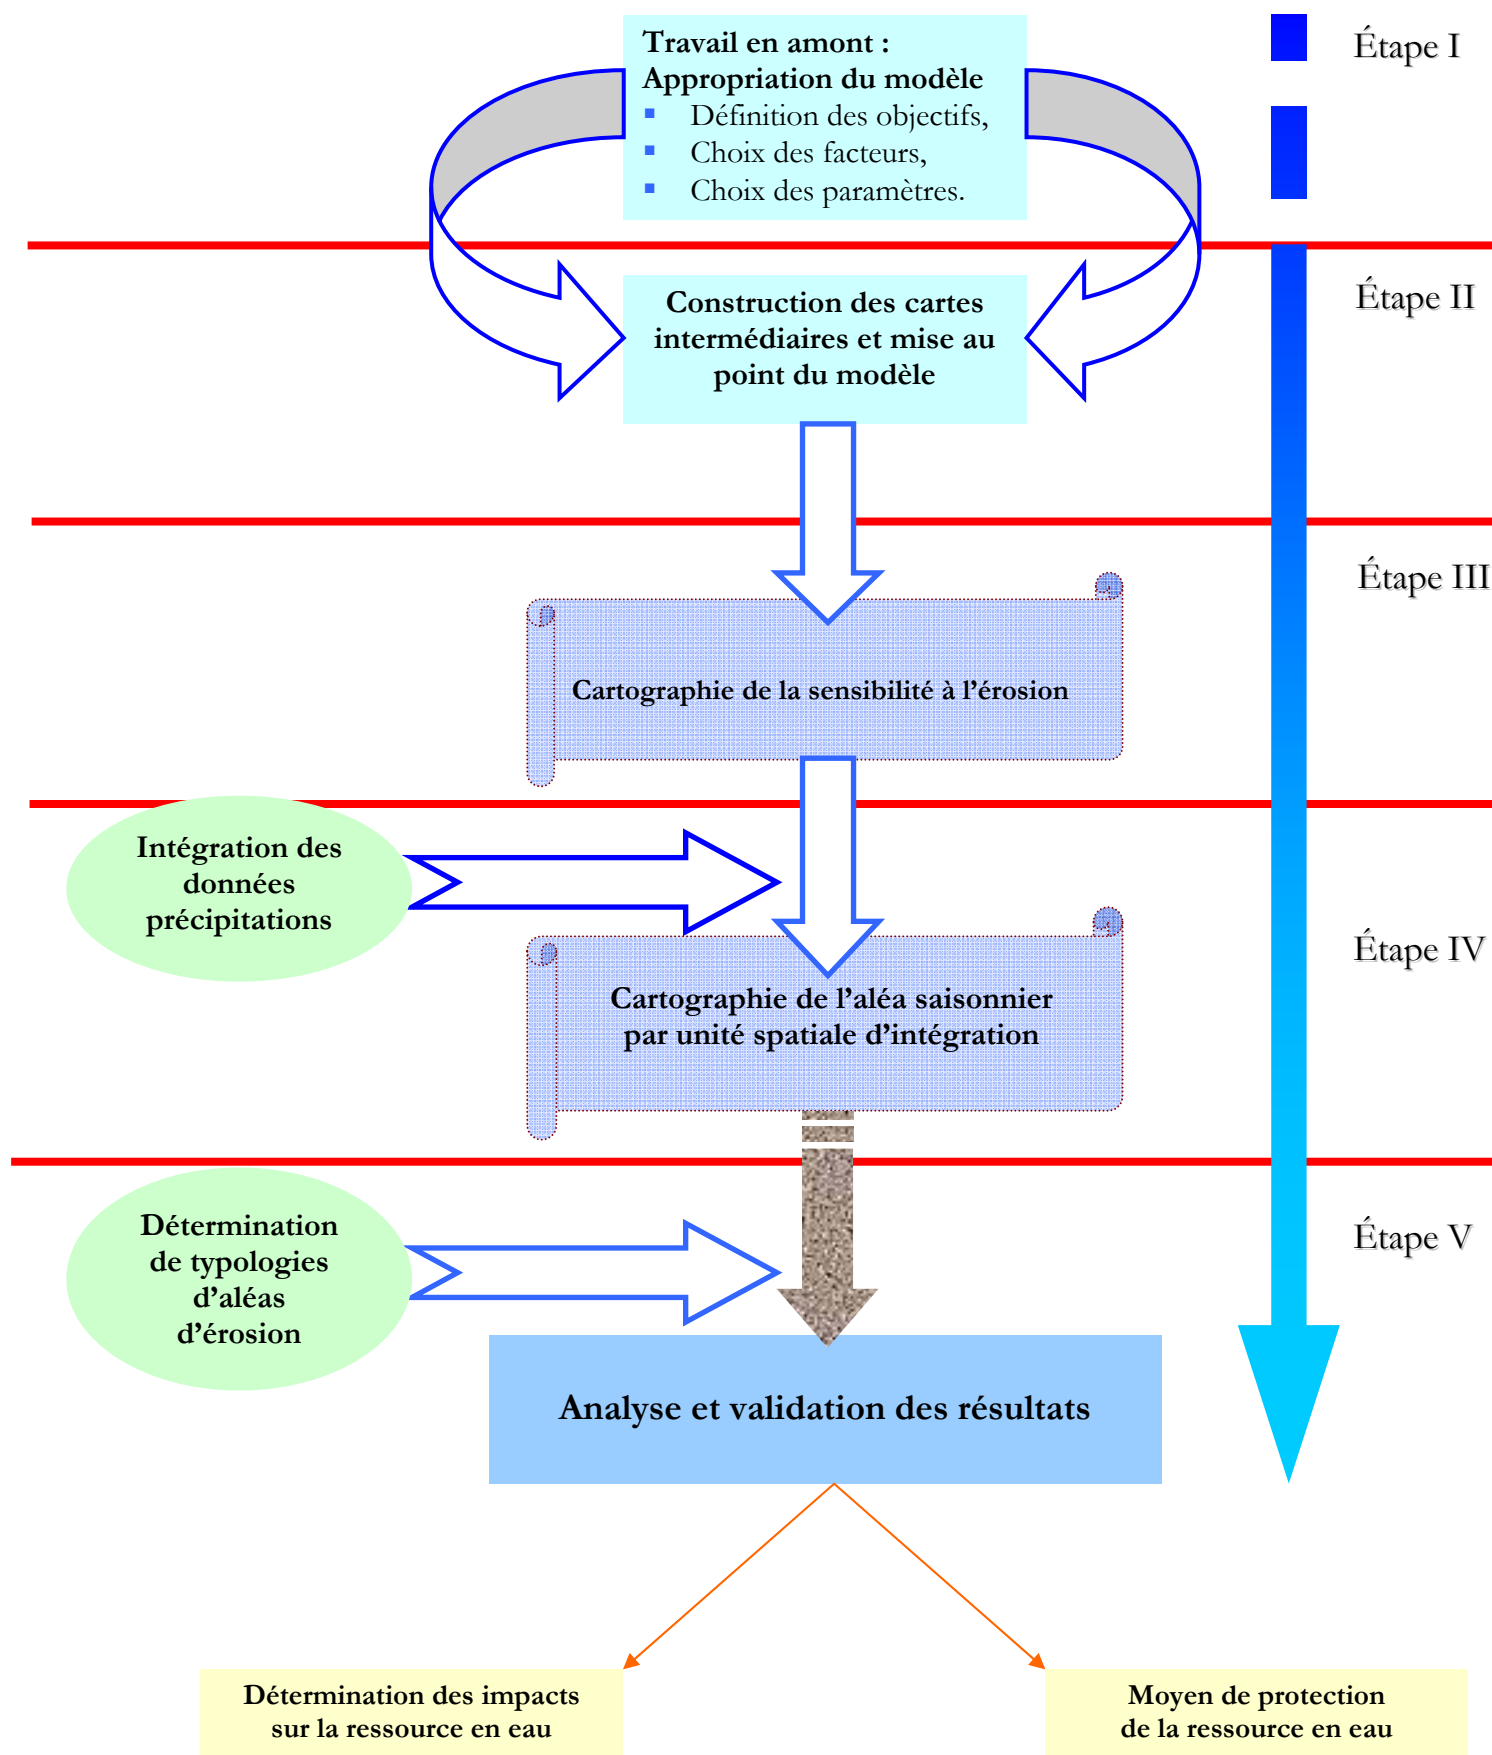 Travail en amont :
Appropriation du modèle
▪ Définition des objectifs,
▪ Choix des facteurs,
▪ Choix des paramètres.
Étape I
Construction des cartes
intermédiaires et mise au
point du modèle
Étape II
Étape III
Cartographie de la sensibilité à l’érosion
Intégration des
données
précipitations
Étape IV
Cartographie de l’aléa saisonnier
par unité spatiale d’intégration
Détermination
de typologies
d’aléas
d’érosion
Étape V
Analyse et validation des résultats
Détermination des impacts
sur la ressource en eau
Moyen de protection
de la ressource en eau